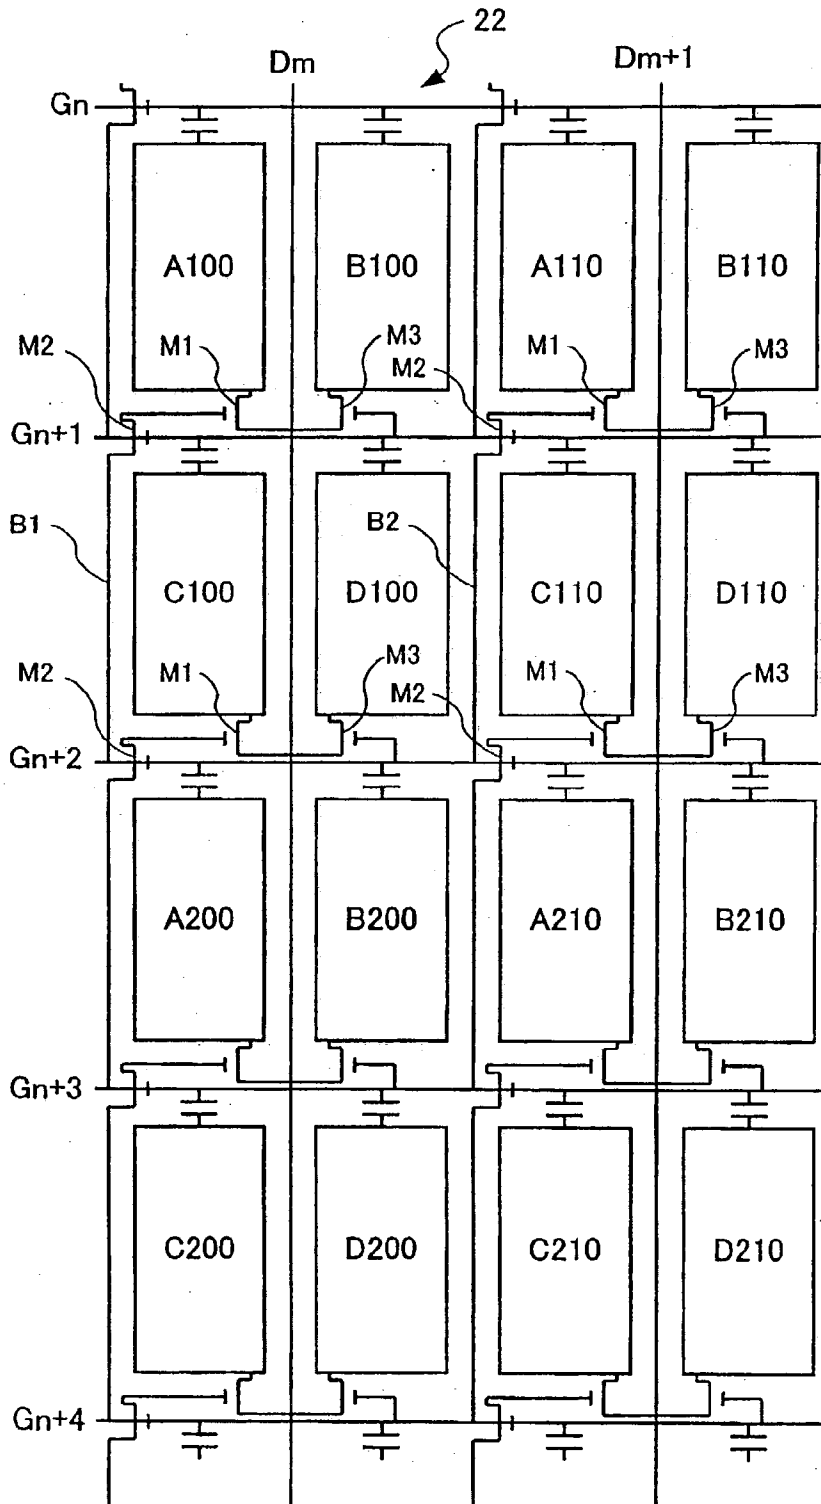 22
Dm Dm+1
Gn
A100 B100 A110 B110
M2 M1 M3 M2 M1 M3
Gn+1
B1 B2
C100 D100 C110 D110
M2 M1 M3 M2 M1 M3
Gn+2
A200 B200 A210 B210
Gn+3
C200 D200 C210 D210
Gn+4